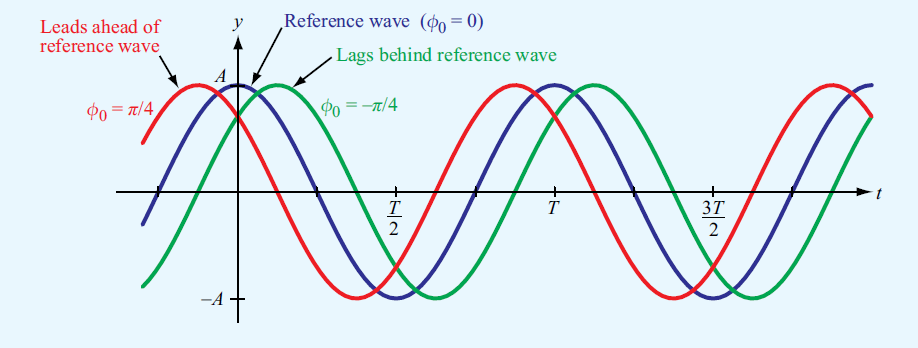 Leads ahead of
reference wave
y
Reference wave (ϕ0 = 0)
Lags behind reference wave
A
ϕ0 = π/4
ϕ0 = –π/4
t
T
2
T
3T
2
–A